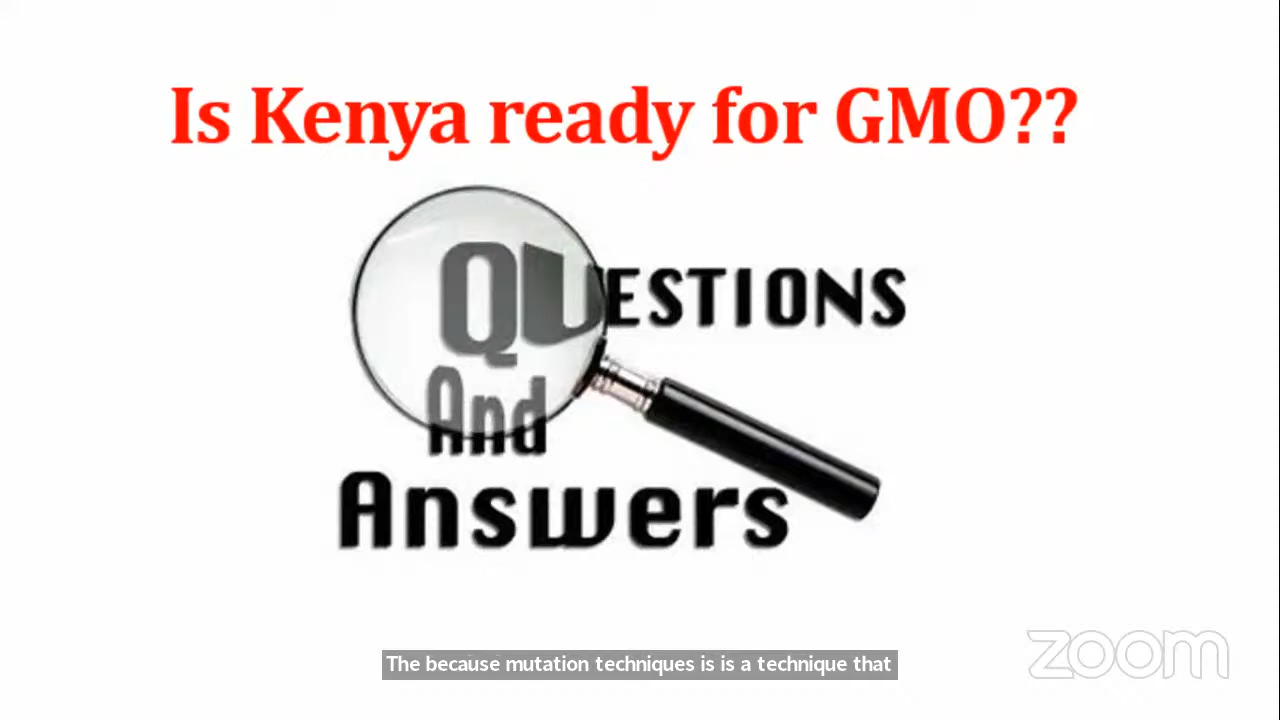 Is Kenya ready for GMO??
QUESTIONS
And
Answers
zoom
The because mutation techniques is is a technique that